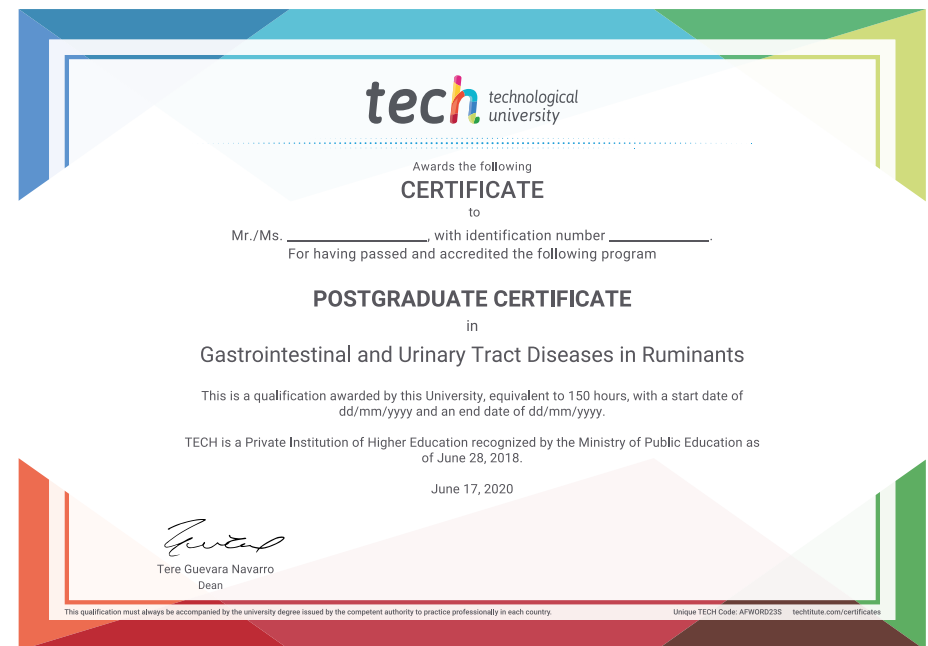 tech technological
university
Awards the following
CERTIFICATE
to
Mr./Ms. ____________________, with identification number ______________.
For having passed and accredited the following program
POSTGRADUATE CERTIFICATE
in
Gastrointestinal and Urinary Tract Diseases in Ruminants
This is a qualification awarded by this University, equivalent to 150 hours, with a start date of
dd/mm/yyyy and an end date of dd/mm/yyyy.
TECH is a Private Institution of Higher Education recognized by the Ministry of Public Education as
of June 28, 2018.
June 17, 2020
Tere Guevara Navarro
Dean
This qualification must always be accompanied by the university degree issued by the competent authority to practice professionally in each country. Unique TECH Code: AFWORD23S techtitute.com/certificates